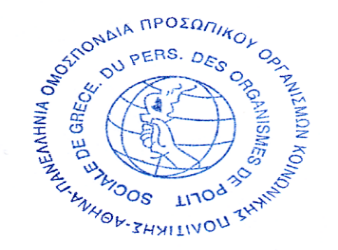 ΠΑΝΕΛΛΗΝΙΑ ΟΜΟΣΠΟΝΔΙΑ ΠΡΟΣΩΠΙΚΟΥ ΟΡΓΑΝΙΣΜΩΝ ΚΟΙΝΩΝΙΚΗΣ ΠΟΛΙΤΙΚΗΣ-ΑΘΗΝΑ-
SOCIALE DE GRECE. DU PERS. DES ORGANISMES DE POLIT